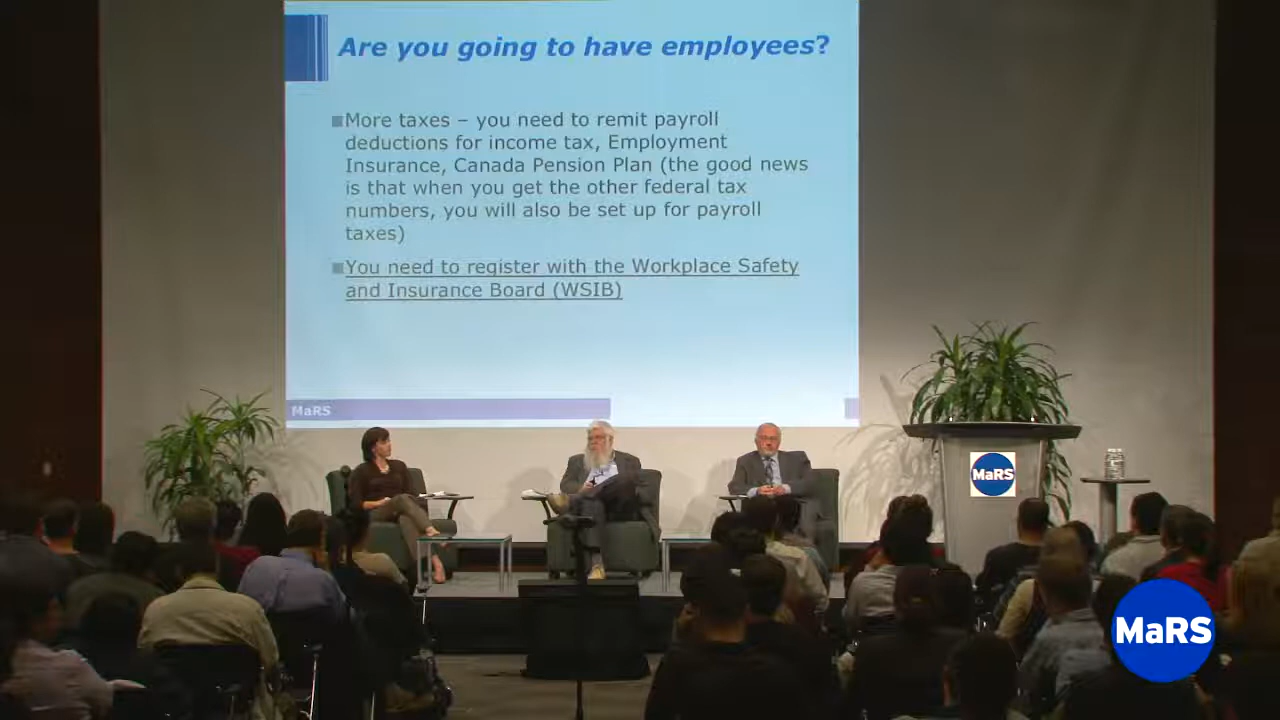 Are you going to have employees?
More taxes – you need to remit payroll
deductions for income tax, Employment
Insurance, Canada Pension Plan (the good news
is that when you get the other federal tax
numbers, you will also be set up for payroll
taxes)
You need to register with the Workplace Safety
and Insurance Board (WSIB)
MaRS
MaRS
MaRS